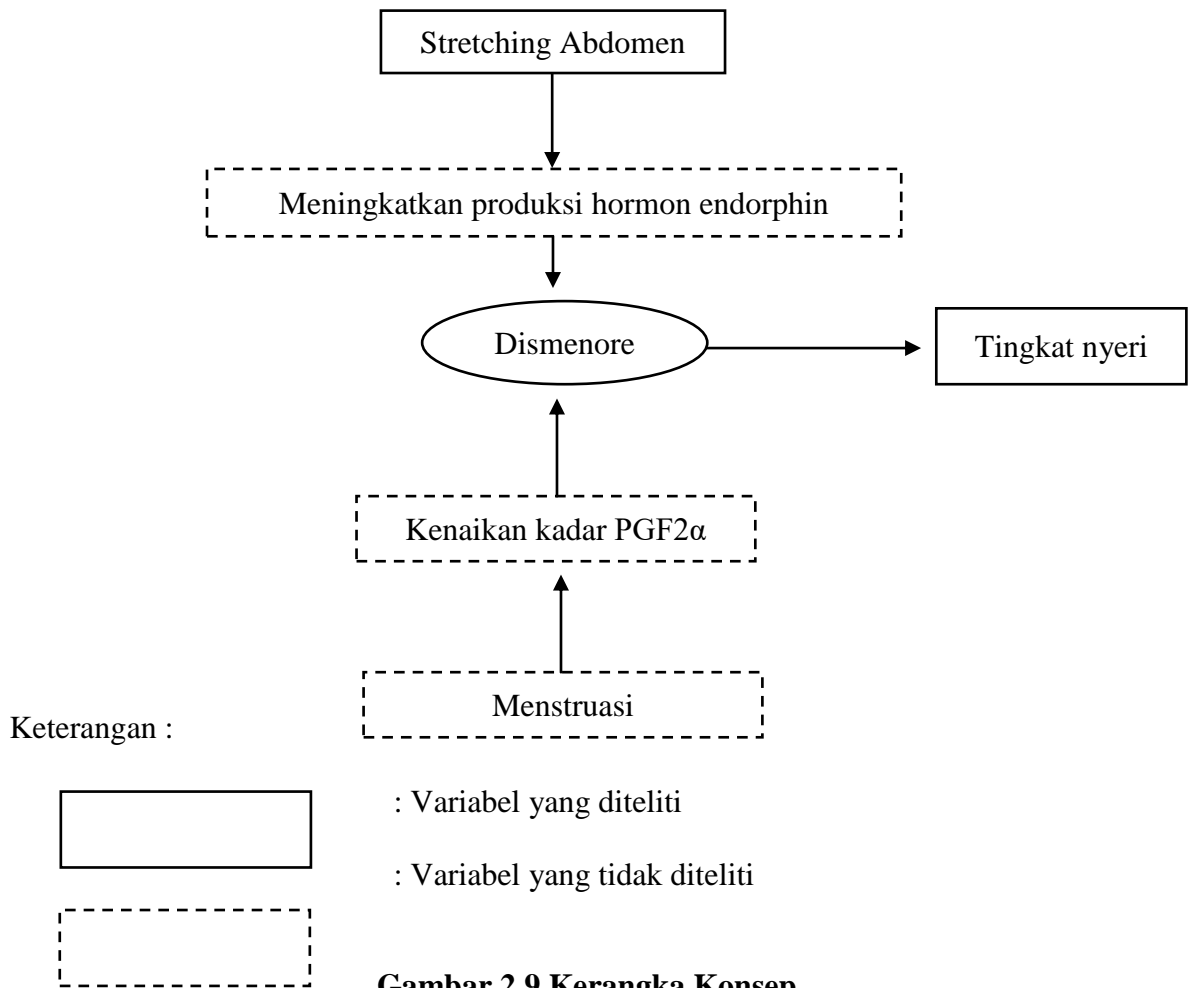 Stretching Abdomen
Meningkatkan produksi hormon endorphin
Dismenore
Tingkat nyeri
Kenaikan kadar PGF2α
Menstruasi
Keterangan :
: Variabel yang diteliti
: Variabel yang tidak diteliti
Gambar 2.9 Kerangka Konsep